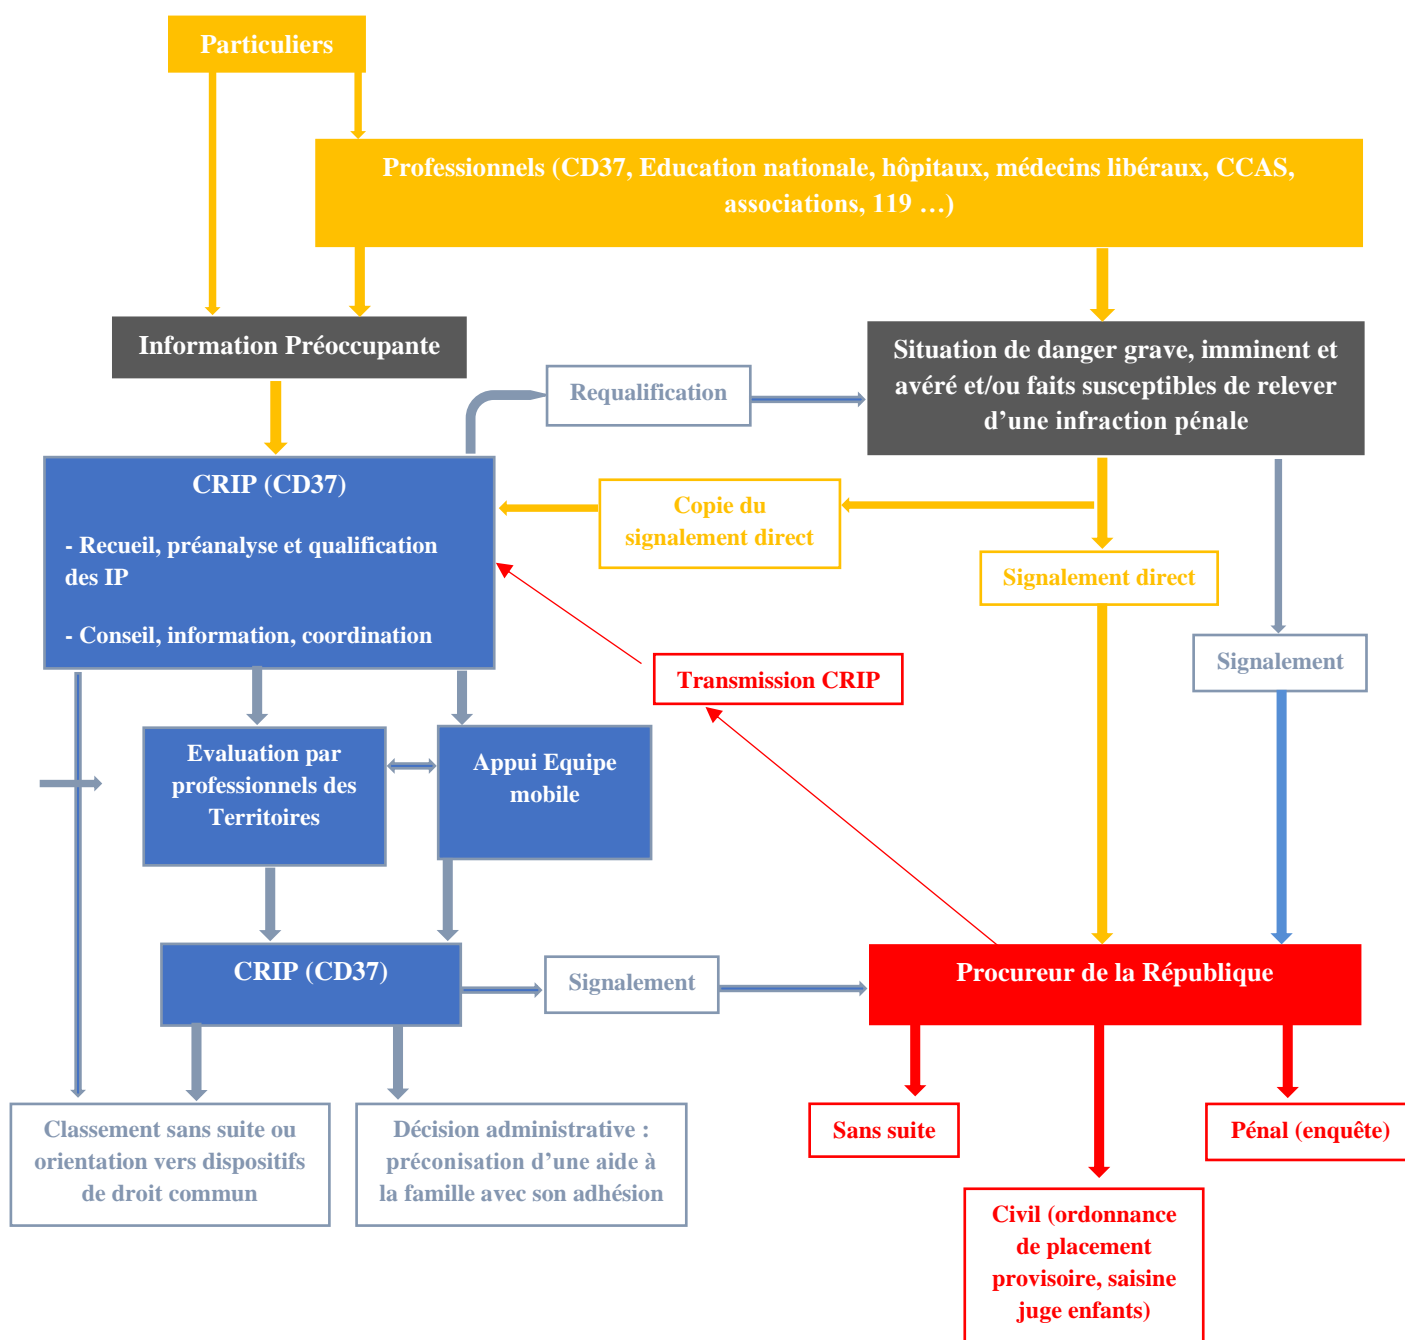 Particuliers
Professionnels (CD37, Education nationale, hôpitaux, médecins libéraux, CCAS,
associations, 119 …)
Information Préoccupante
Requalification
Situation de danger grave, imminent et
avéré et/ou faits susceptibles de relever
d’une infraction pénale
CRIP (CD37)
- Recueil, préanalyse et qualification
des IP
- Conseil, information, coordination
Copie du
signalement direct
Signalement direct
Signalement
Transmission CRIP
Evaluation par
professionnels des
Territoires
Appui Equipe
mobile
CRIP (CD37)
Signalement
Procureur de la République
Classement sans suite ou
orientation vers dispositifs
de droit commun
Décision administrative :
préconisation d’une aide à
la famille avec son adhésion
Sans suite
Pénal (enquête)
Civil (ordonnance
de placement
provisoire, saisine
juge enfants)